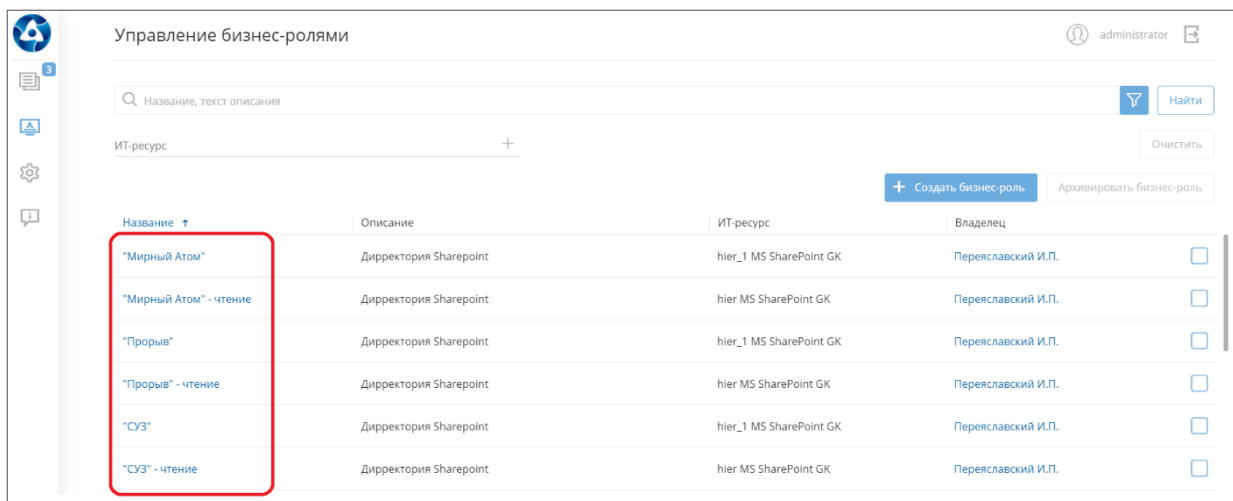 Управление бизнес-ролями
administrator
3
Название, текст описания
Найти
ИТ-ресурс
Очистить
Создать бизнес-роль
Архивировать бизнес-роль
Название Описание ИТ-ресурс Владелец
"Мирный Атом" Дирректория Sharepoint hier_1 MS SharePoint GK Переяславский И.П.
"Мирный Атом" - чтение Дирректория Sharepoint hier MS SharePoint GK Переяславский И.П.
"Прорыв" Дирректория Sharepoint hier_1 MS SharePoint GK Переяславский И.П.
"Прорыв" - чтение Дирректория Sharepoint hier MS SharePoint GK Переяславский И.П.
"СУЗ" Дирректория Sharepoint hier_1 MS SharePoint GK Переяславский И.П.
"СУЗ" - чтение Дирректория Sharepoint hier MS SharePoint GK Переяславский И.П.